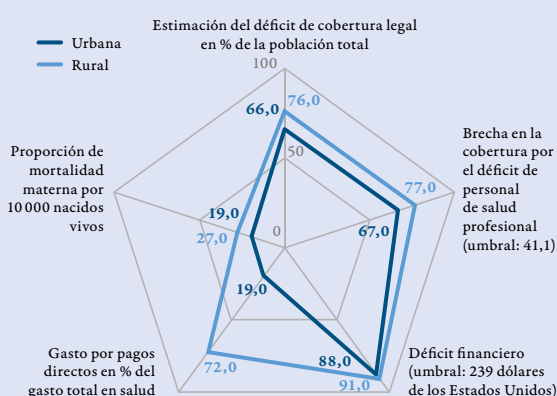 Estimación del déficit de cobertura legal
en % de la población total
Urbana
Rural
100
76,0
66,0
50
0
Brecha en la
cobertura por
el déficit de
personal
de salud
profesional
(umbral: 41,1)
77,0
67,0
Proporción de
mortalidad
materna por
10 000 nacidos
vivos
19,0
27,0
19,0
72,0
88,0
91,0
Gasto por pagos
directos en % del
gasto total en salud
Déficit financiero
(umbral: 239 dólares
de los Estados Unidos)